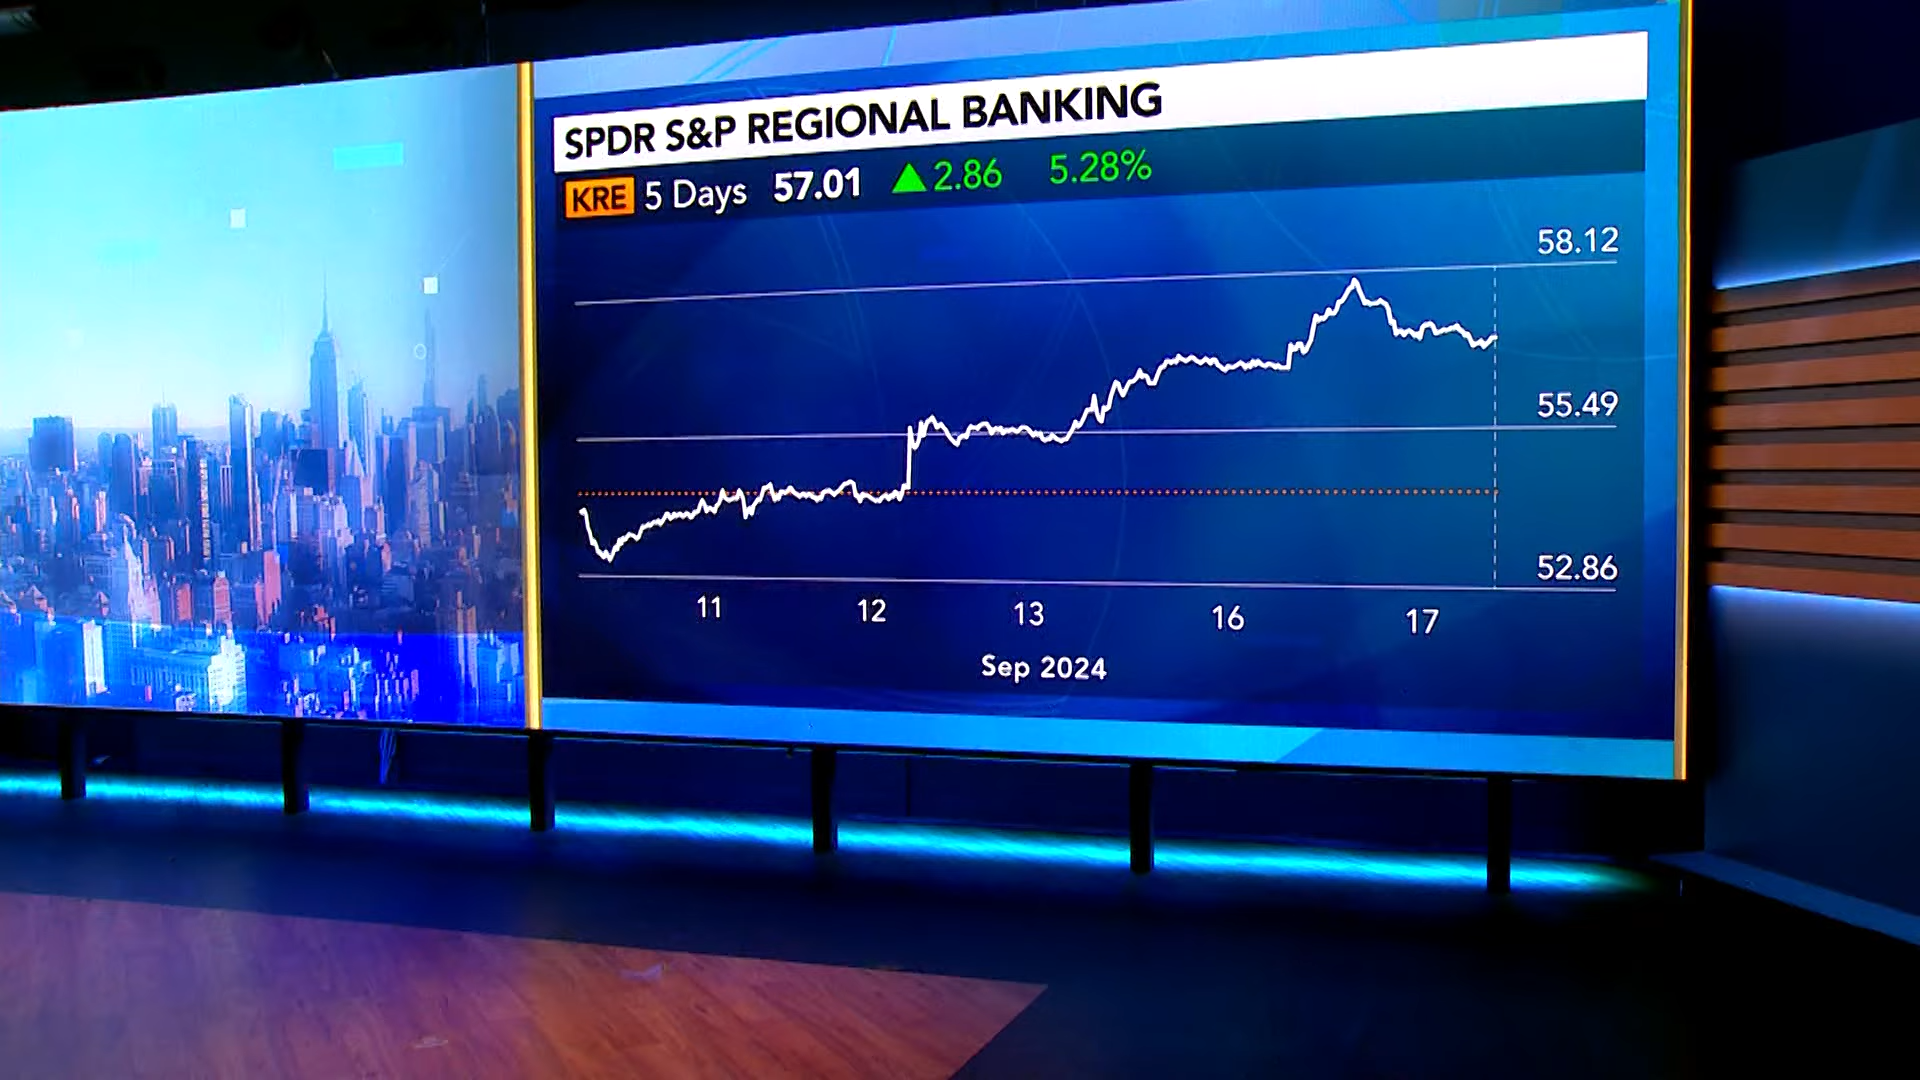 SPDR S&P REGIONAL BANKING
KRE 5 Days 57.01 ▲2.86 5.28%
58.12
55.49
52.86
11 12 13 16 17
Sep 2024